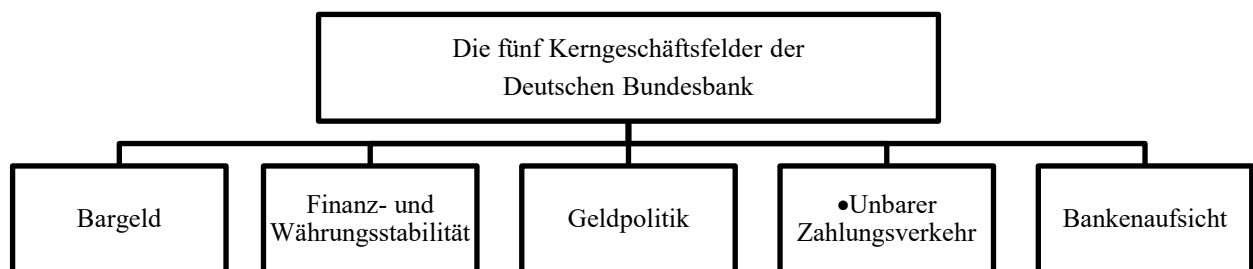 Die fünf Kerngeschäftsfelder der
Deutschen Bundesbank
Bargeld
Finanz- und
Währungsstabilität
Geldpolitik
•Unbarer
Zahlungsverkehr
Bankenaufsicht